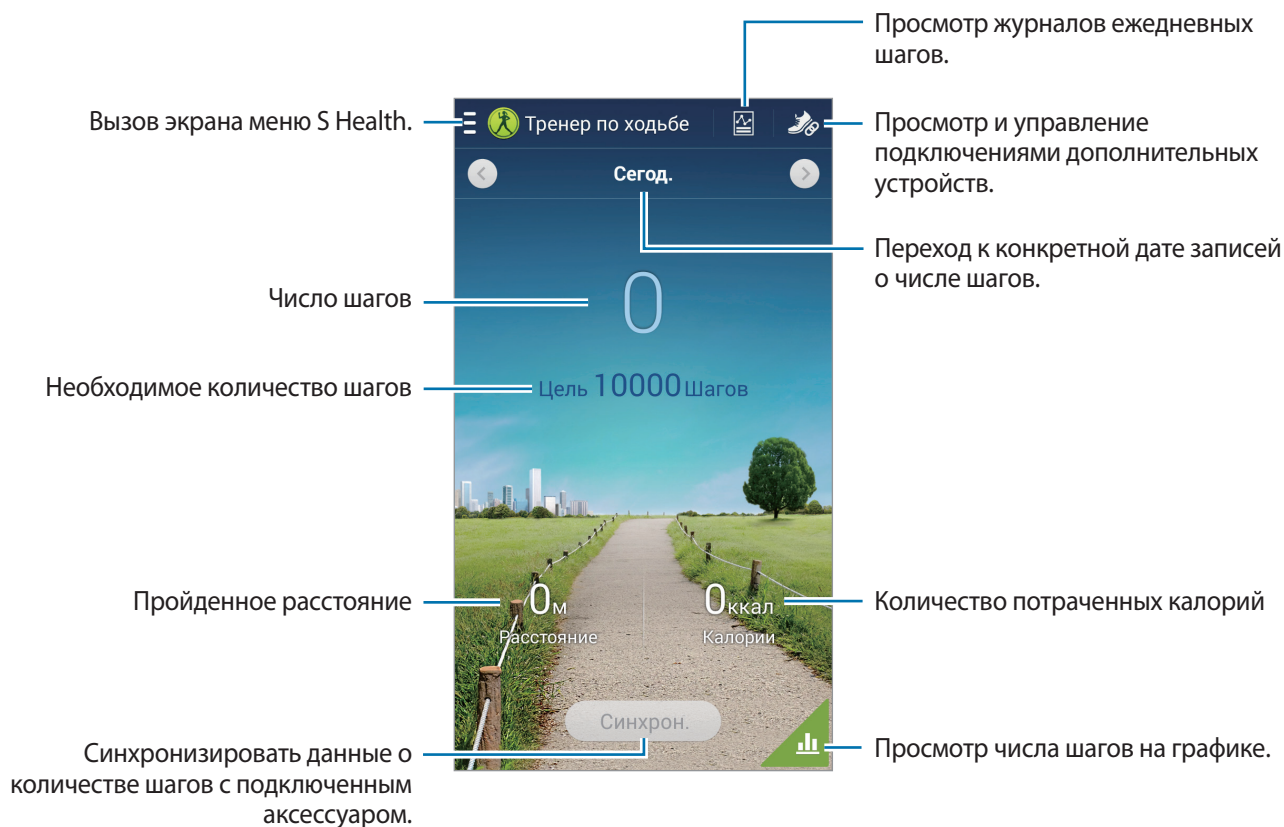 Просмотр журналов ежедневных
шагов.
Вызов экрана меню S Health.
Тренер по ходьбе
Просмотр и управление
подключениями дополнительных
устройств.
Сегод.
Переход к конкретной дате записей
о числе шагов.
Число шагов
0
Необходимое количество шагов
Цель 10000 Шагов
Пройденное расстояние
0м
Расстояние
0ккал
Калории
Количество потраченных калорий
Синхрон.
Синхронизировать данные о
количестве шагов с подключенным
аксессуаром.
Просмотр числа шагов на графике.